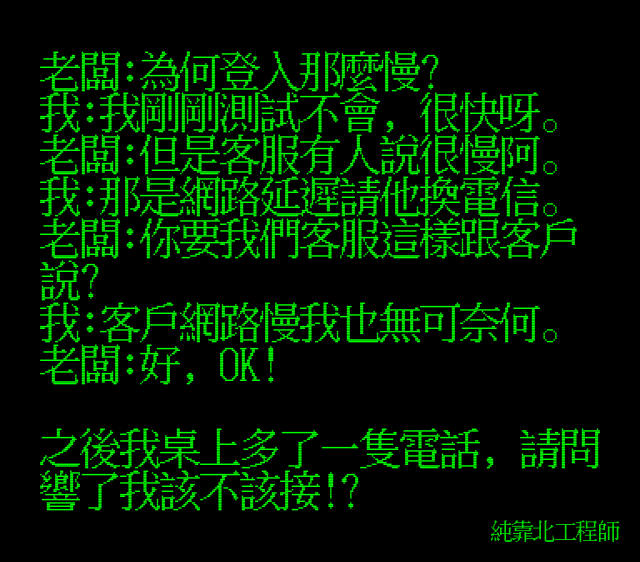 老闆:為何登入那麼慢?
我:我剛剛測試不會, 很快呀。
老闆:但是客服有人說很慢阿。
我:那是網路延遲請他換電信。
老闆:你要我們客服這樣跟客戶
說?
我:客戶網路慢我也無可奈何。
老闆:好, OK!
之後我桌上多了一隻電話, 請問
響了我該不該接!?
純靠北工程師